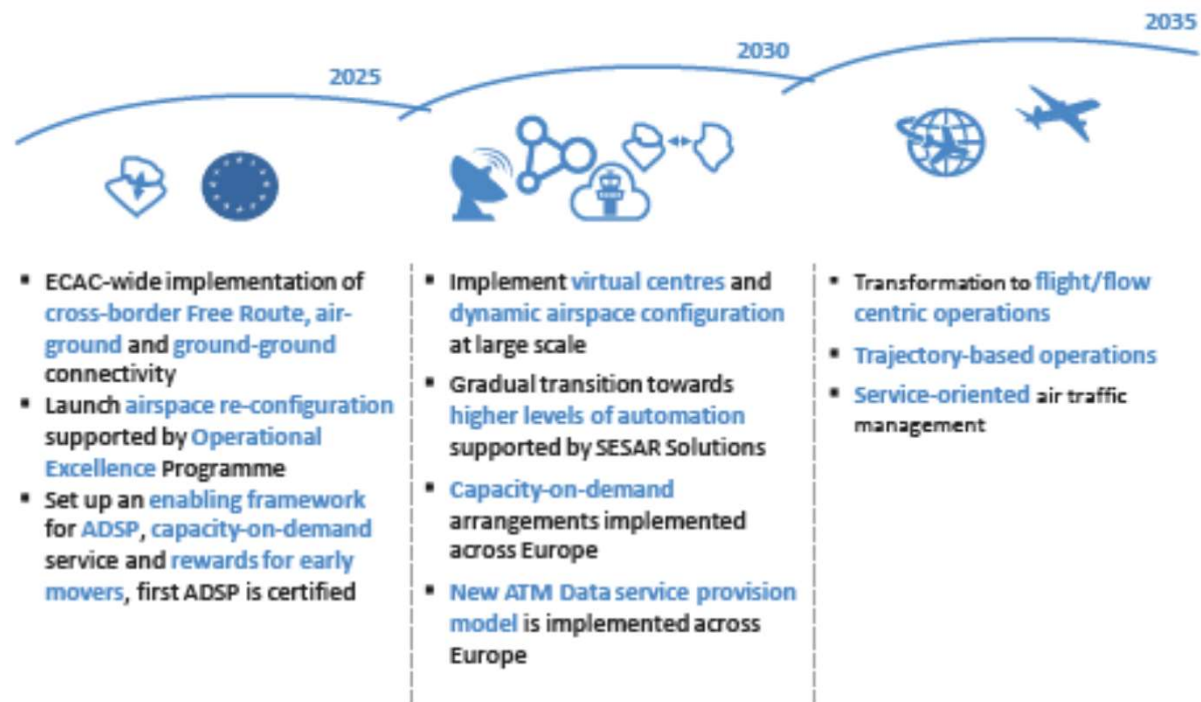 2025
2030
2035
▪ ECAC-wide implementation of
cross-border Free Route, air-
ground and ground-ground
connectivity
▪ Launch airspace re-configuration
supported by Operational
Excellence Programme
▪ Set up an enabling framework
for ADSP, capacity-on-demand
service and rewards for early
movers, first ADSP is certified
▪ Implement virtual centres and
dynamic airspace configuration
at large scale
▪ Gradual transition towards
higher levels of automation
supported by SESAR Solutions
▪ Capacity-on-demand
arrangements implemented
across Europe
▪ New ATM Data service provision
model is implemented across
Europe
▪ Transformation to flight/flow
centric operations
▪ Trajectory-based operations
▪ Service-oriented air traffic
management